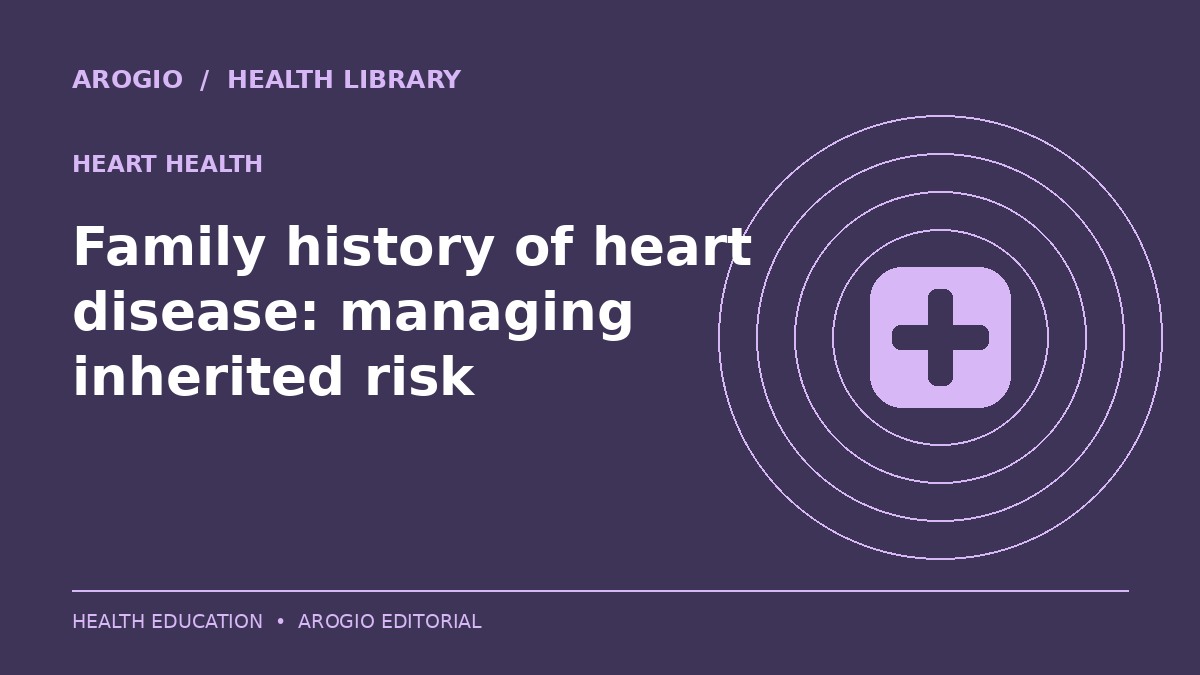 AROGIO / HEALTH LIBRARY
HEART HEALTH
Family history of heart
disease: managing
inherited risk
HEALTH EDUCATION • AROGIO EDITORIAL